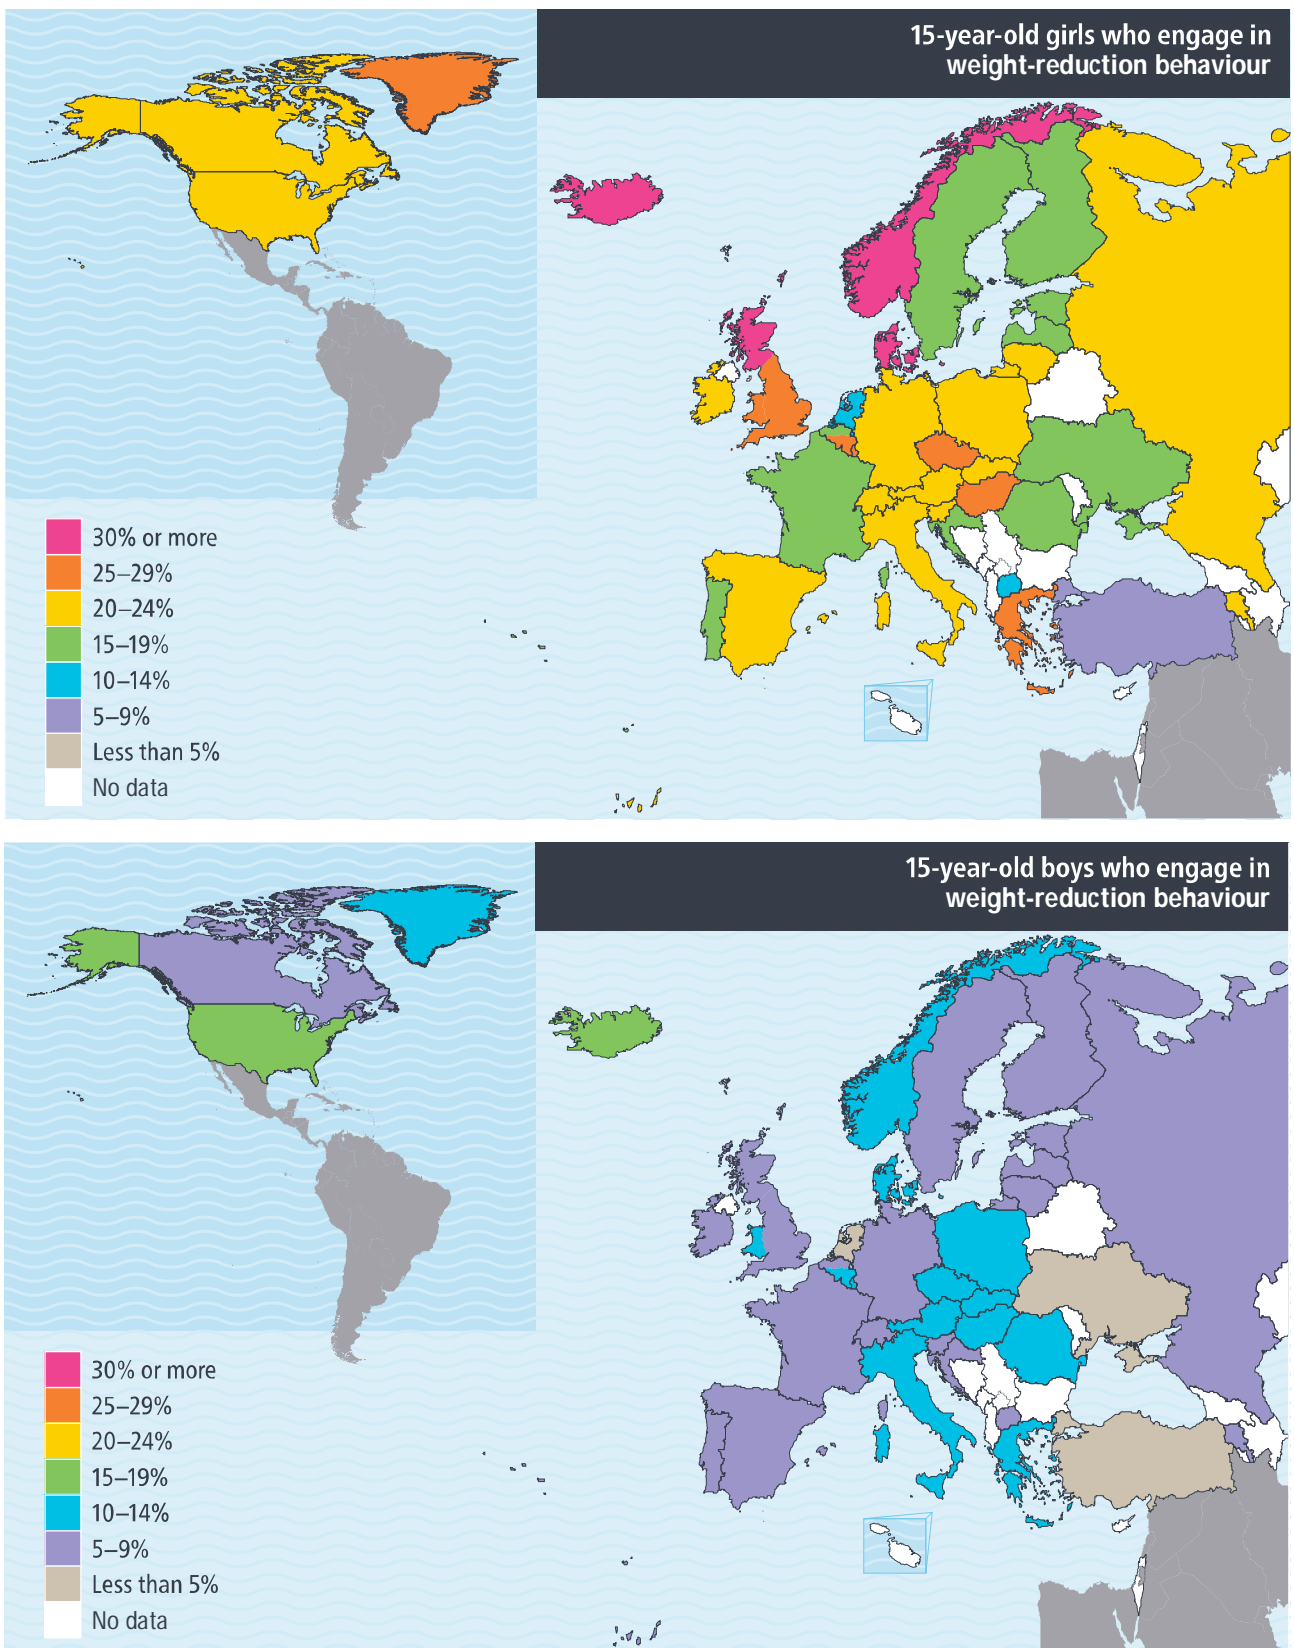 15-year-old girls who engage in
weight-reduction behaviour
30% or more
25–29%
20–24%
15–19%
10–14%
5–9%
Less than 5%
No data
15-year-old boys who engage in
weight-reduction behaviour
30% or more
25–29%
20–24%
15–19%
10–14%
5–9%
Less than 5%
No data